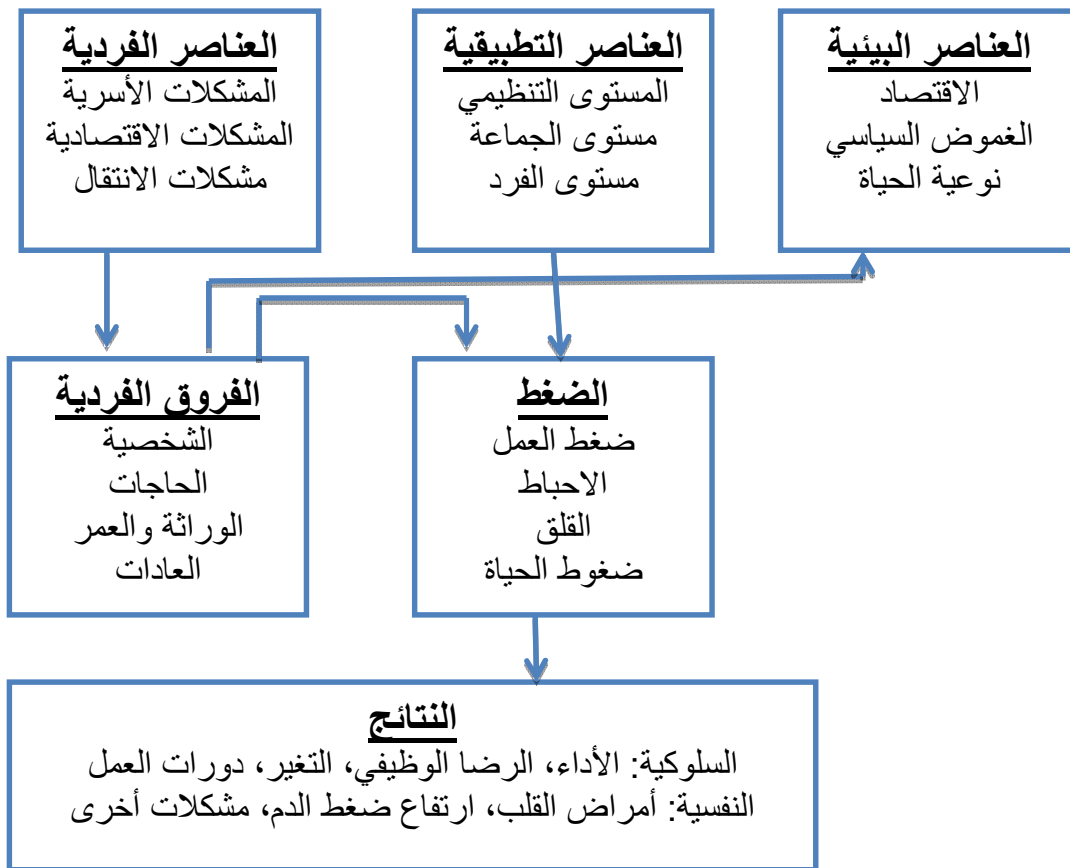 العناصر البيئية
الاقتصاد
الغموض السياسي
نوعية الحياة
العناصر التطبيقية
المستوى التنظيمي
مستوى الجماعة
مستوى الفرد
العناصر الفردية
المشكلات الأسرية
المشكلات الاقتصادية
مشكلات الانتقال
الضغط
ضغط العمل
الاحباط
القلق
ضغوط الحياة
الفروق الفردية
الشخصية
الحاجات
الوراثة والعمر
العادات
النتائج
السلوكية: الأداء، الرضا الوظيفي، التغير، دورات العمل
النفسية: أمراض القلب، ارتفاع ضغط الدم، مشكلات أخرى